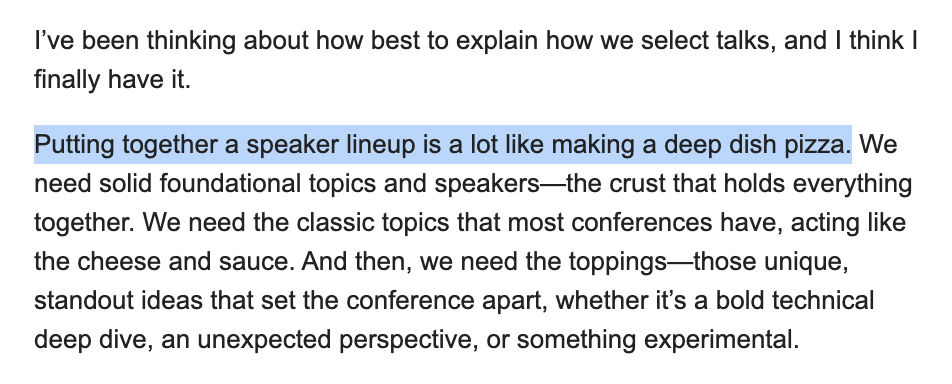 I’ve been thinking about how best to explain how we select talks, and I think I
finally have it.
Putting together a speaker lineup is a lot like making a deep dish pizza. We
need solid foundational topics and speakers—the crust that holds everything
together. We need the classic topics that most conferences have, acting like
the cheese and sauce. And then, we need the toppings—those unique,
standout ideas that set the conference apart, whether it’s a bold technical
deep dive, an unexpected perspective, or something experimental.